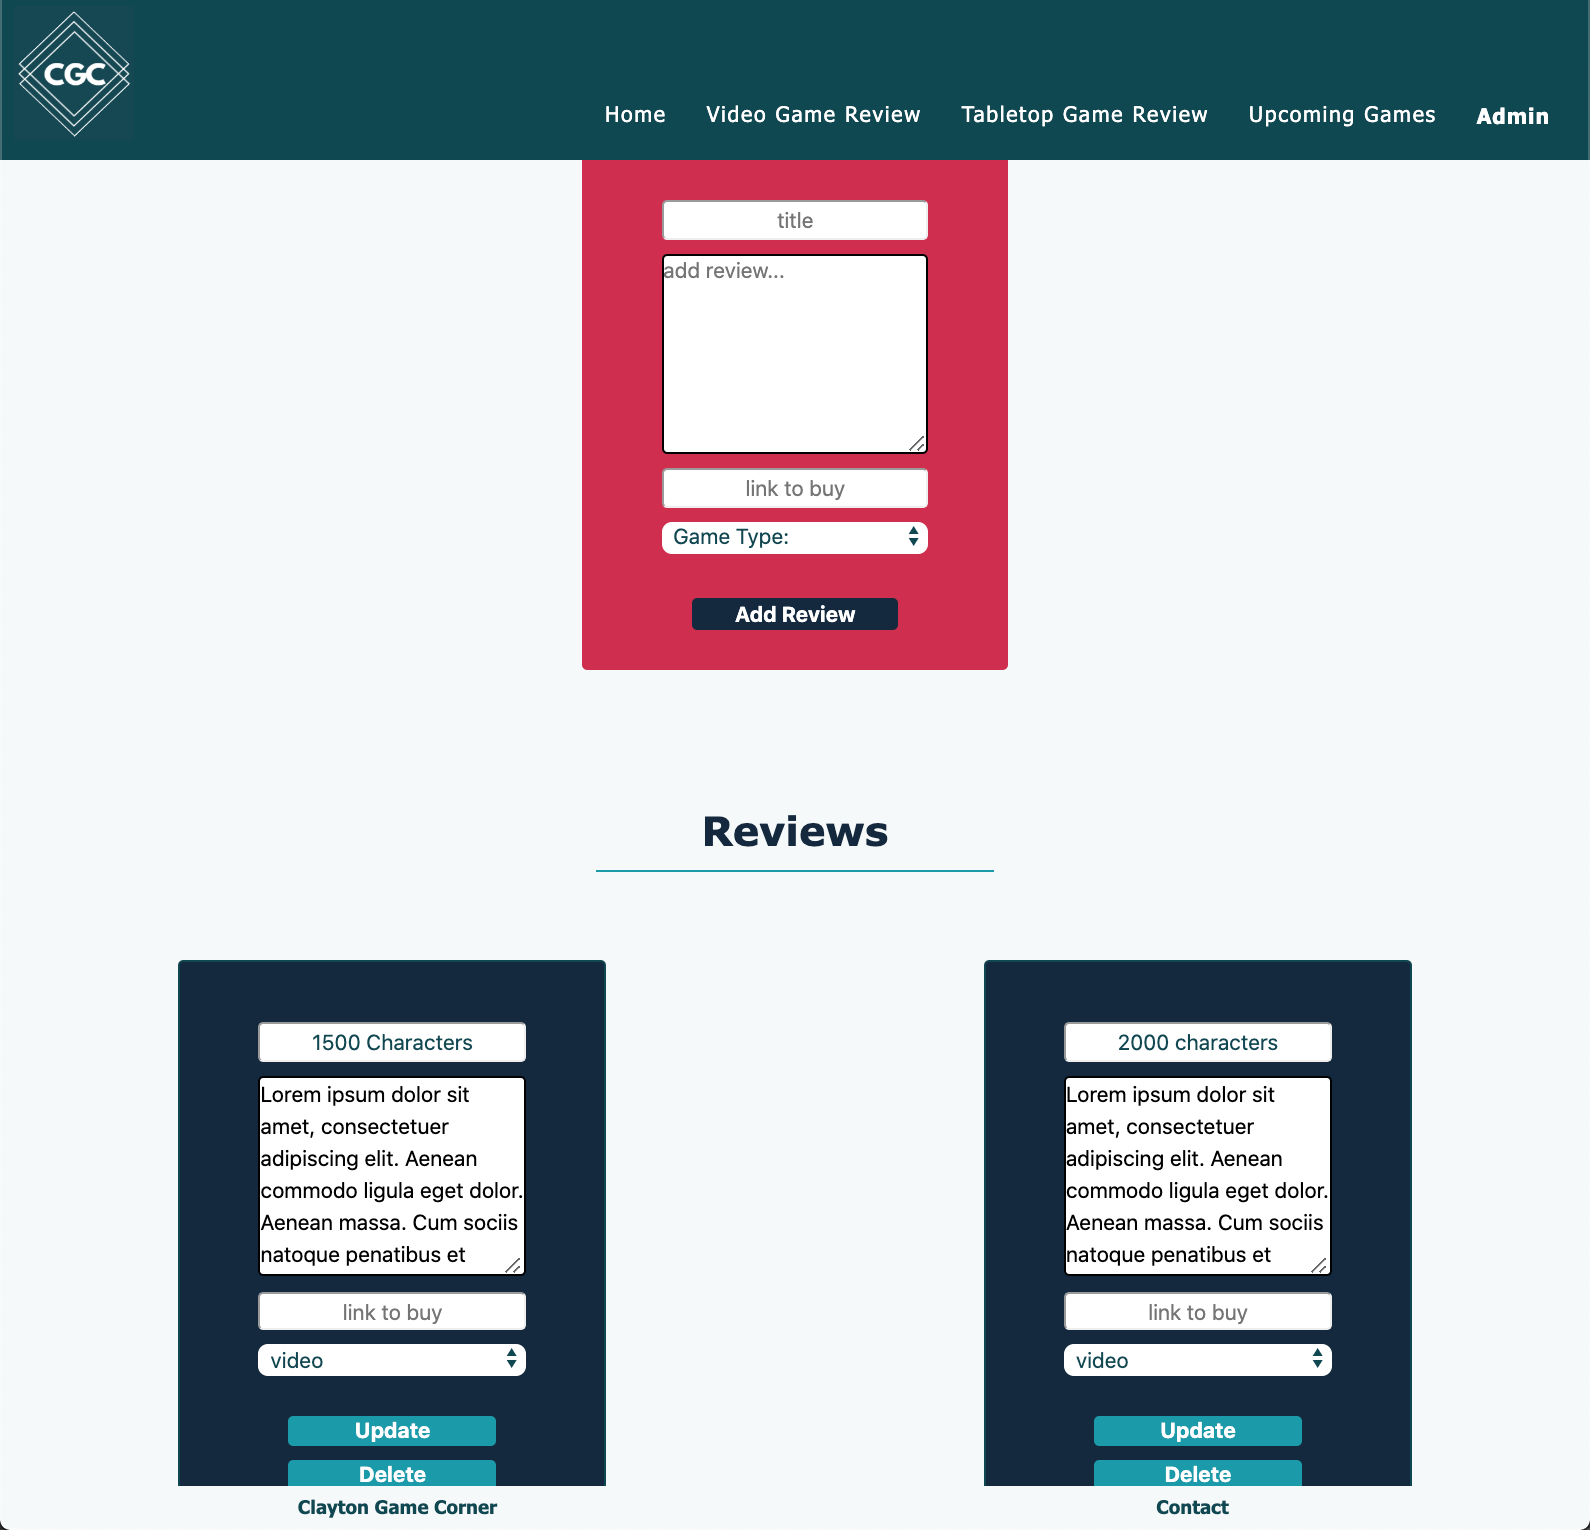 CGC
Home Video Game Review Tabletop Game Review Upcoming Games Admin
title
add review...
link to buy
Game Type:
Add Review
Reviews
1500 Characters
Lorem ipsum dolor sit
amet, consectetuer
adipiscing elit. Aenean
commodo ligula eget dolor.
Aenean massa. Cum sociis
natoque penatibus et
link to buy
video
Update
Delete
2000 characters
Lorem ipsum dolor sit
amet, consectetuer
adipiscing elit. Aenean
commodo ligula eget dolor.
Aenean massa. Cum sociis
natoque penatibus et
link to buy
video
Update
Delete
Clayton Game Corner
Contact